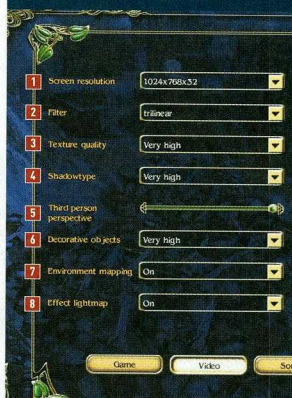 1 Screen resolution 1024x768x32
2 Filter trilinear
3 Texture quality Very high
4 Shadowtype Very high
5 Third person
perspective
6 Decorative objects Very high
7 Environment mapping On
8 Effect lightmap On
Game Video So